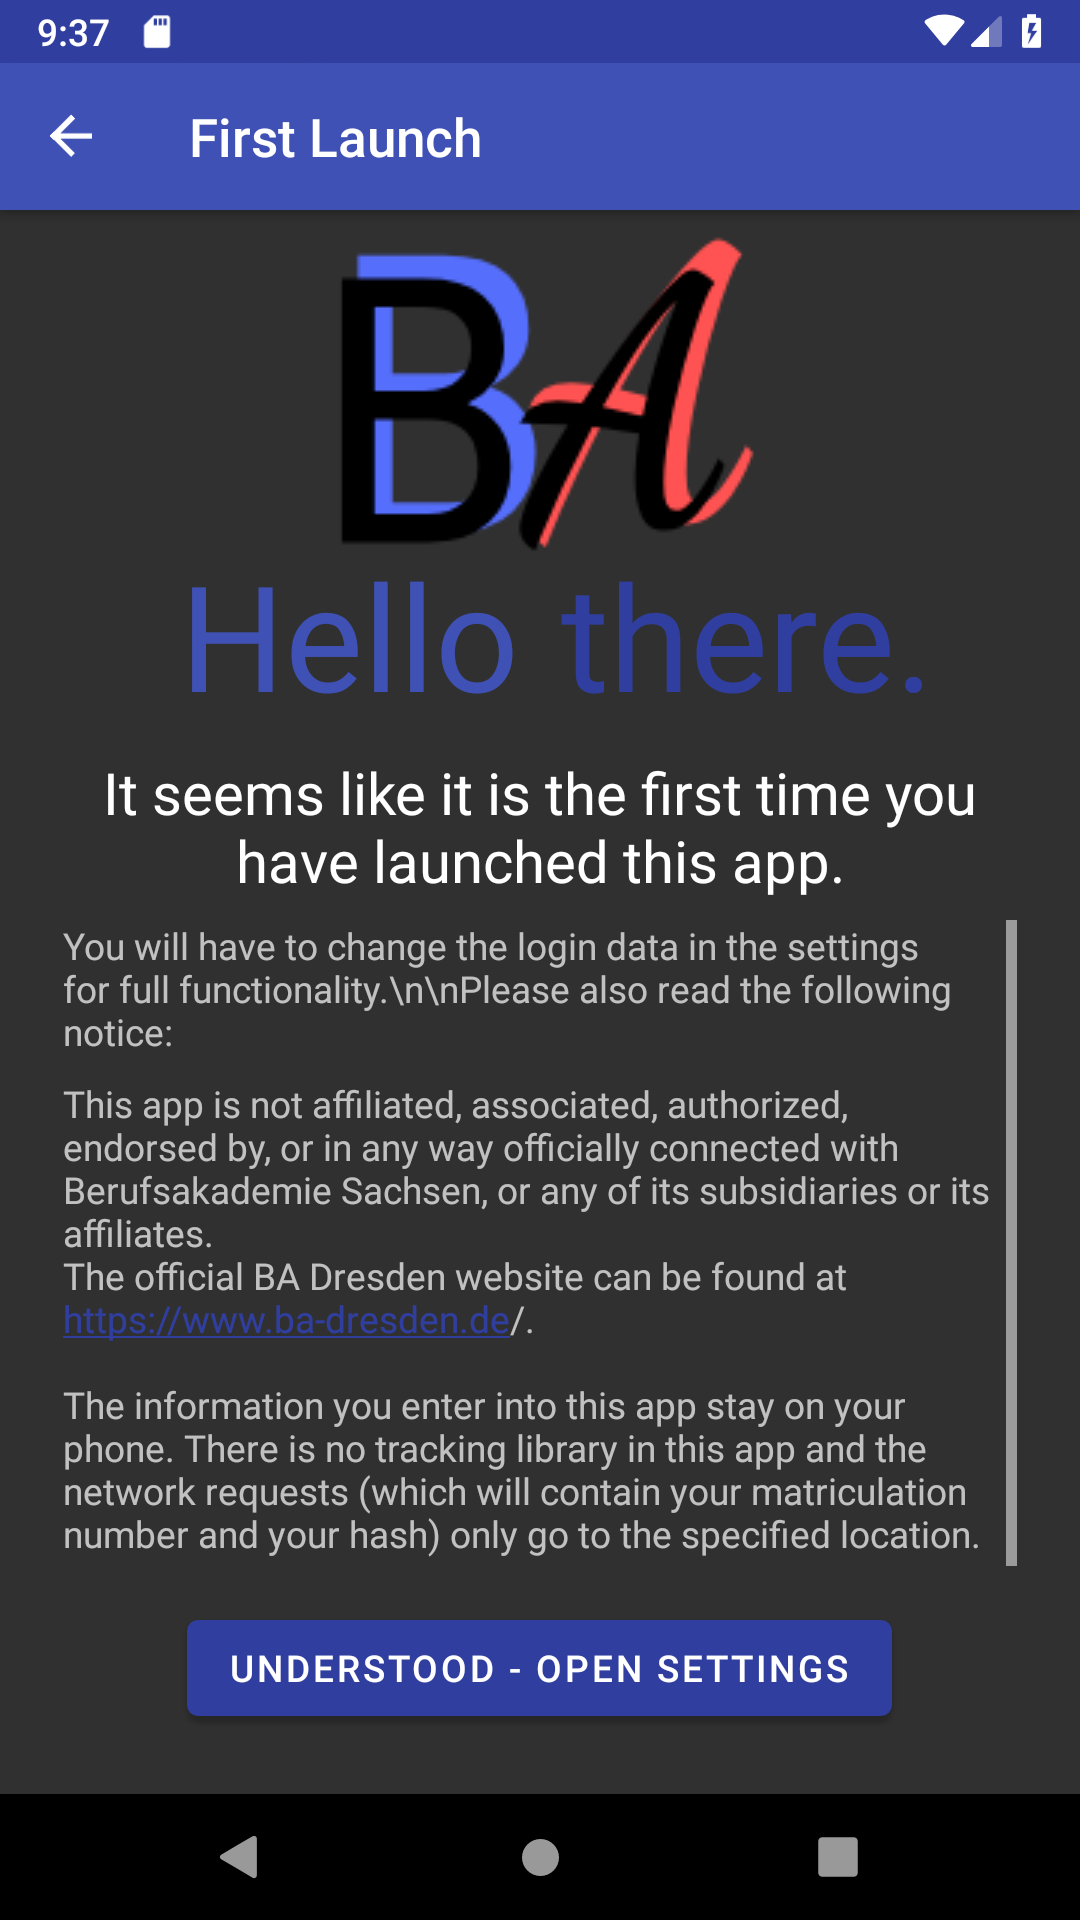 9:37
First Launch
BA
Hello there.
It seems like it is the first time you
have launched this app.
You will have to change the login data in the settings
for full functionality.\n\nPlease also read the following
notice:
This app is not affiliated, associated, authorized,
endorsed by, or in any way officially connected with
Berufsakademie Sachsen, or any of its subsidiaries or its
affiliates.
The official BA Dresden website can be found at
https://www.ba-dresden.de/.
The information you enter into this app stay on your
phone. There is no tracking library in this app and the
network requests (which will contain your matriculation
number and your hash) only go to the specified location.
UNDERSTOOD - OPEN SETTINGS